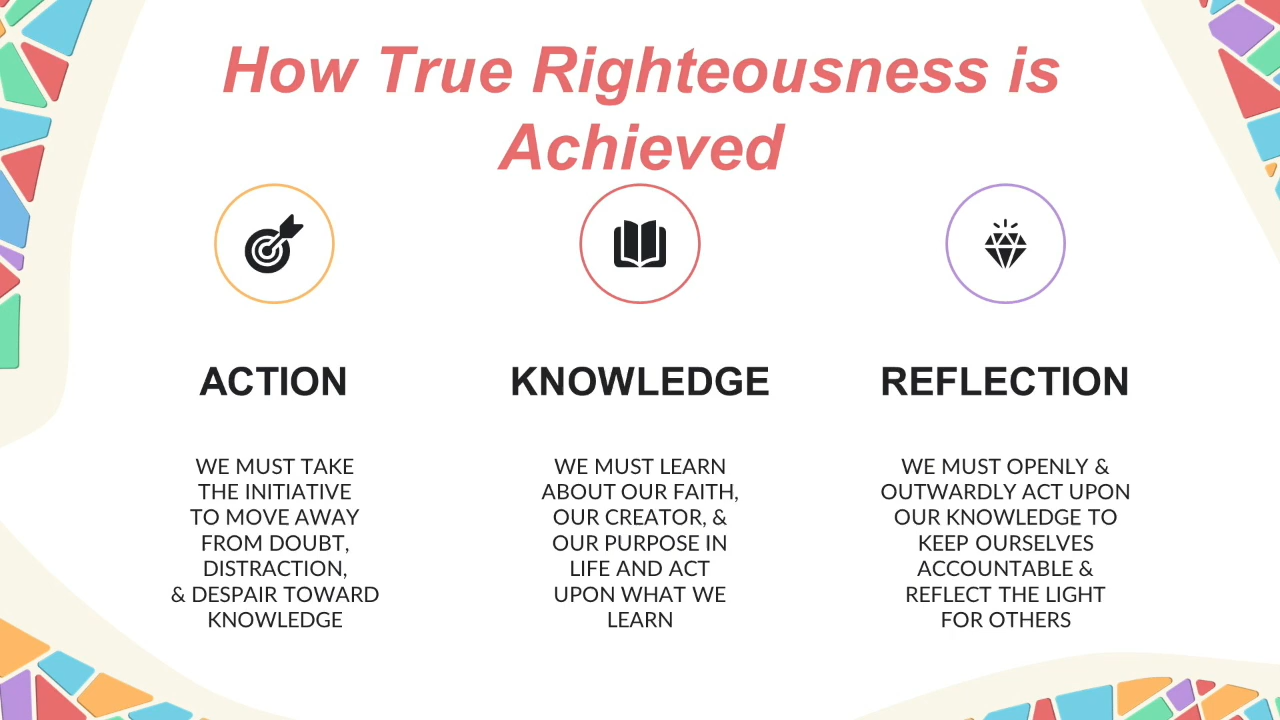 How True Righteousness is
Achieved
ACTION
WE MUST TAKE
THE INITIATIVE
TO MOVE AWAY
FROM DOUBT,
DISTRACTION,
& DESPAIR TOWARD
KNOWLEDGE
KNOWLEDGE
WE MUST LEARN
ABOUT OUR FAITH,
OUR CREATOR, &
OUR PURPOSE IN
LIFE AND ACT
UPON WHAT WE
LEARN
REFLECTION
WE MUST OPENLY &
OUTWARDLY ACT UPON
OUR KNOWLEDGE TO
KEEP OURSELVES
ACCOUNTABLE &
REFLECT THE LIGHT
FOR OTHERS